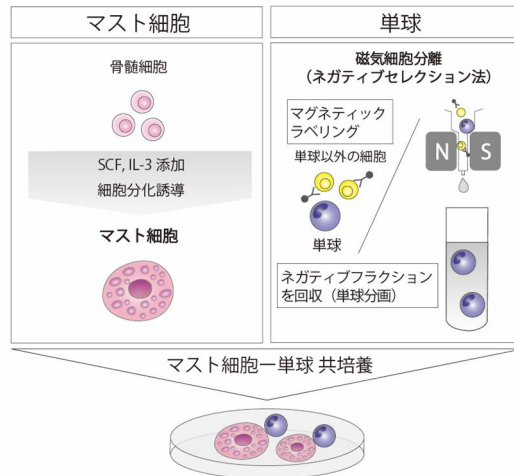 マスト細胞
骨髄細胞
SCF, IL-3 添加
細胞分化誘導
マスト細胞
単球
磁気細胞分離
（ネガティブセレクション法）
マグネティック
ラベリング
単球以外の細胞
単球
N
S
ネガティブフラクション
を回収（単球分画）
マスト細胞ー単球 共培養